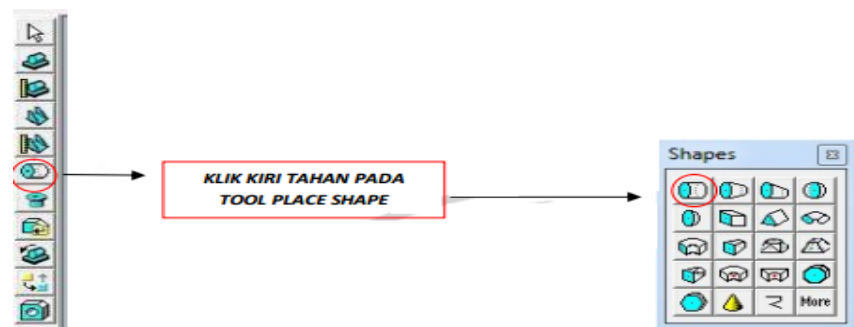 KLIK KIRI TAHAN PADA
TOOL PLACE SHAPE
Shapes
More